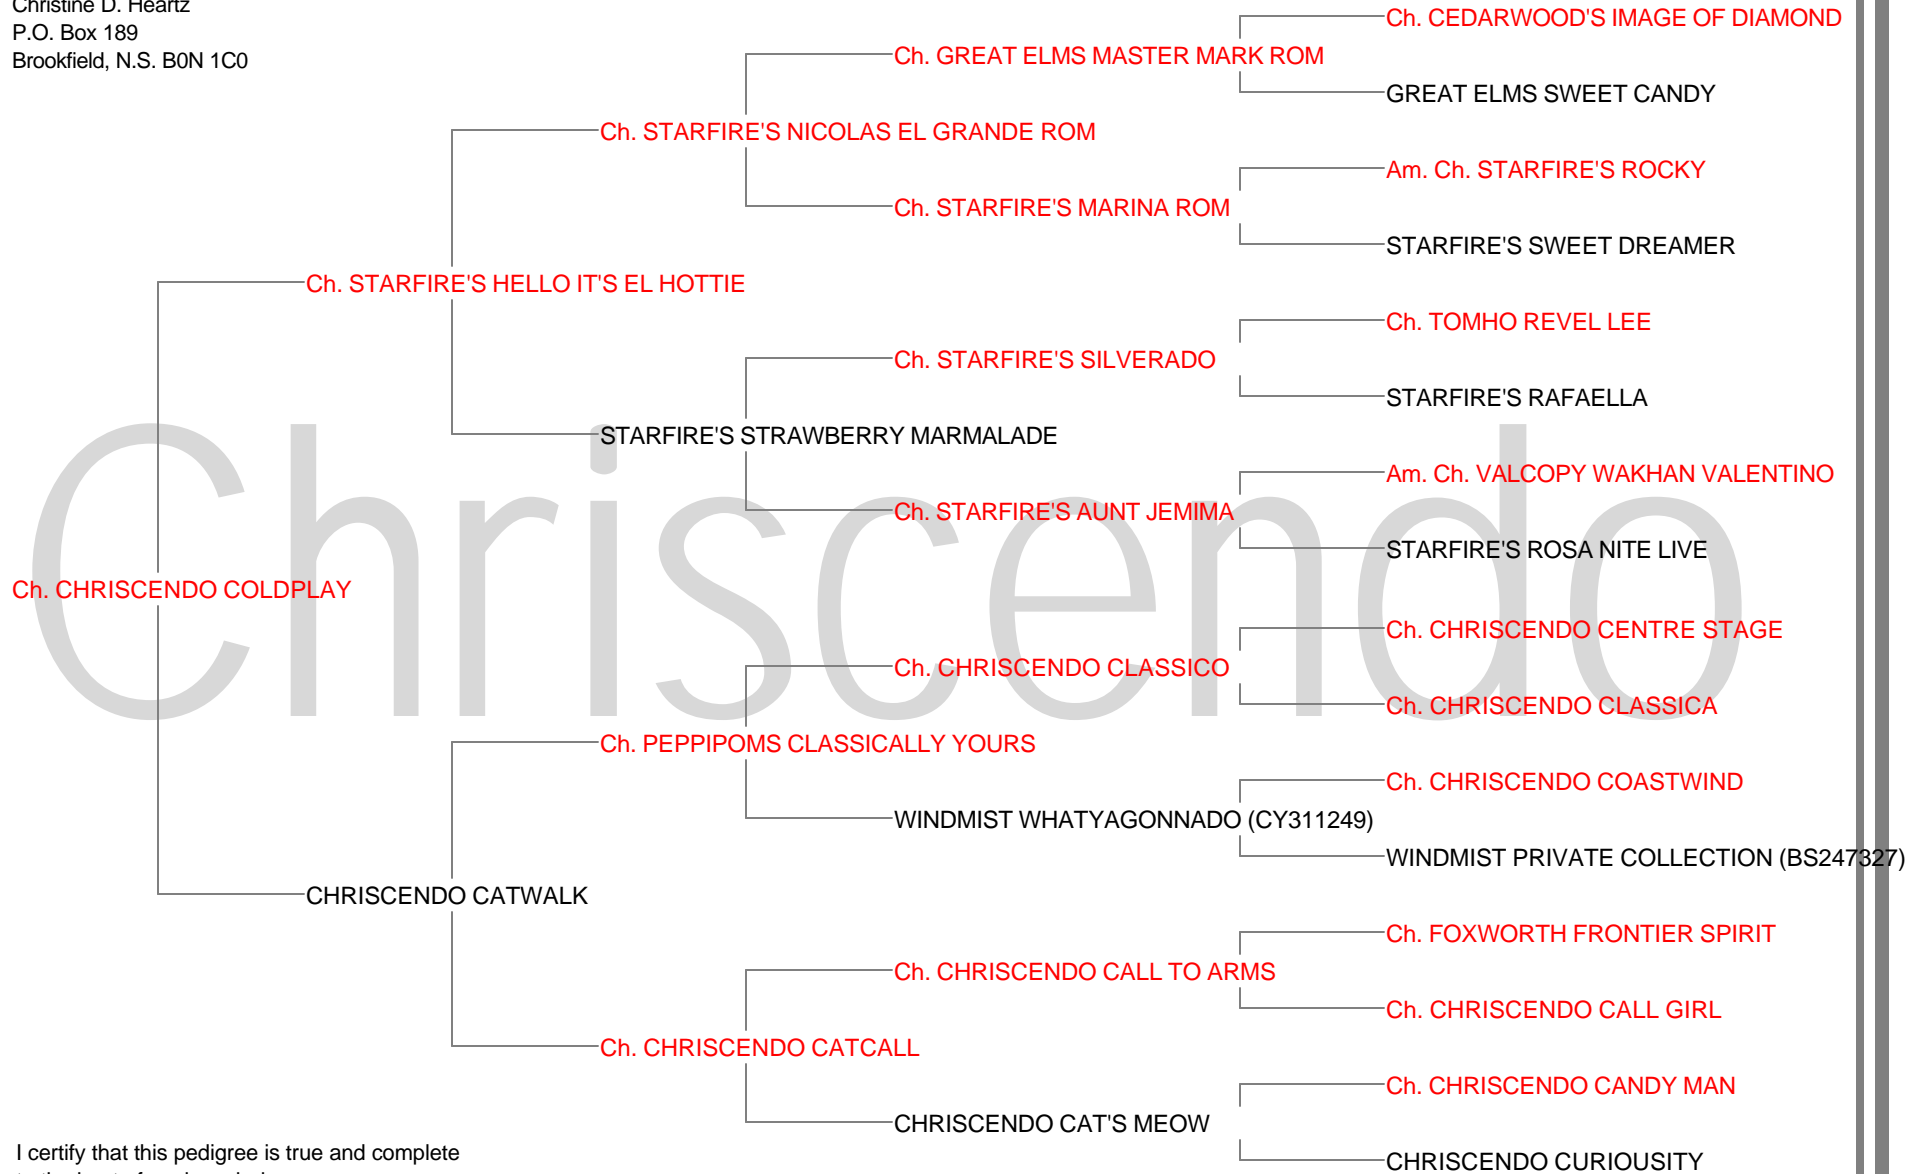 Christine D. Heartz
P.O. Box 189
Brookfield, N.S. B0N 1C0
Ch. CEDARWOOD'S IMAGE OF DIAMOND
Ch. GREAT ELMS MASTER MARK ROM
GREAT ELMS SWEET CANDY
Ch. STARFIRE'S NICOLAS EL GRANDE ROM
Am. Ch. STARFIRE'S ROCKY
Ch. STARFIRE'S MARINA ROM
STARFIRE'S SWEET DREAMER
Ch. STARFIRE'S HELLO IT'S EL HOTTIE
Ch. TOMHO REVEL LEE
Ch. STARFIRE'S SILVERADO
STARFIRE'S RAFAELLA
STARFIRE'S STRAWBERRY MARMALADE
Am. Ch. VALCOPY WAKHAN VALENTINO
Ch. STARFIRE'S AUNT JEMIMA
STARFIRE'S ROSA NITE LIVE
Chriscendo
Ch. CHRISCENDO COLDPLAY
Ch. CHRISCENDO CENTRE STAGE
Ch. CHRISCENDO CLASSICO
Ch. CHRISCENDO CLASSICA
Ch. PEPPIPOMS CLASSICALLY YOURS
Ch. CHRISCENDO COASTWIND
WINDMIST WHATYAGONNADO (CY311249)
WINDMIST PRIVATE COLLECTION (BS247327)
CHRISCENDO CATWALK
Ch. FOXWORTH FRONTIER SPIRIT
Ch. CHRISCENDO CALL TO ARMS
Ch. CHRISCENDO CALL GIRL
Ch. CHRISCENDO CATCALL
Ch. CHRISCENDO CANDY MAN
CHRISCENDO CAT'S MEOW
CHRISCENDO CURIOUSITY
I certify that this pedigree is true and complete